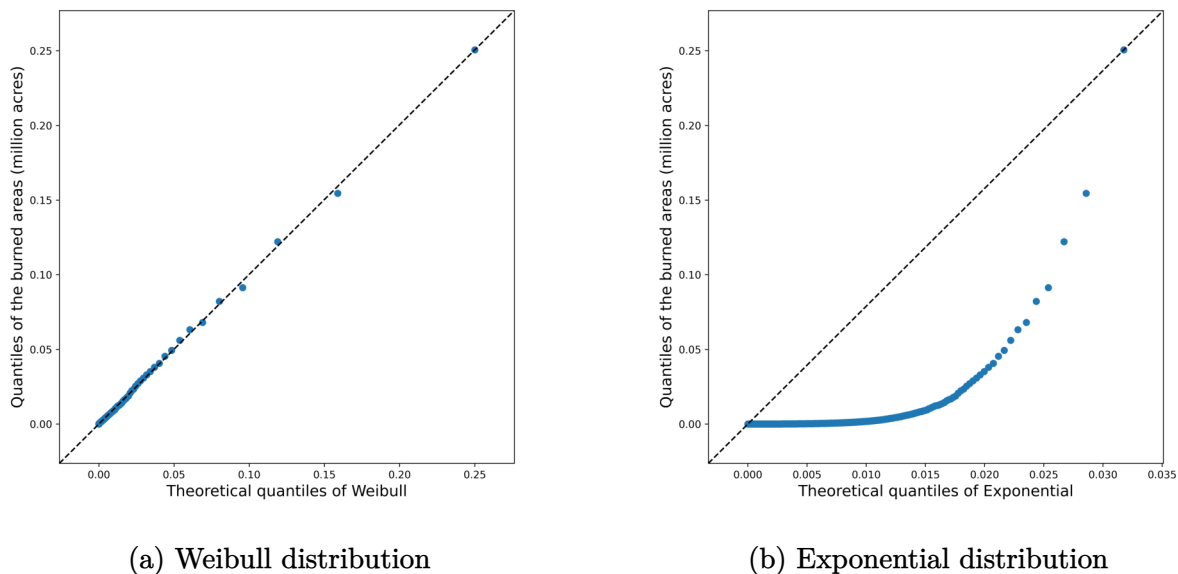 Quantiles of the burned areas (million acres)
0.25
0.20
0.15
0.10
0.05
0.00
0.00 0.05 0.10 0.15 0.20 0.25
Theoretical quantiles of Weibull
(a) Weibull distribution
Quantiles of the burned areas (million acres)
0.25
0.20
0.15
0.10
0.05
0.00
0.000 0.005 0.010 0.015 0.020 0.025 0.030 0.035
Theoretical quantiles of Exponential
(b) Exponential distribution